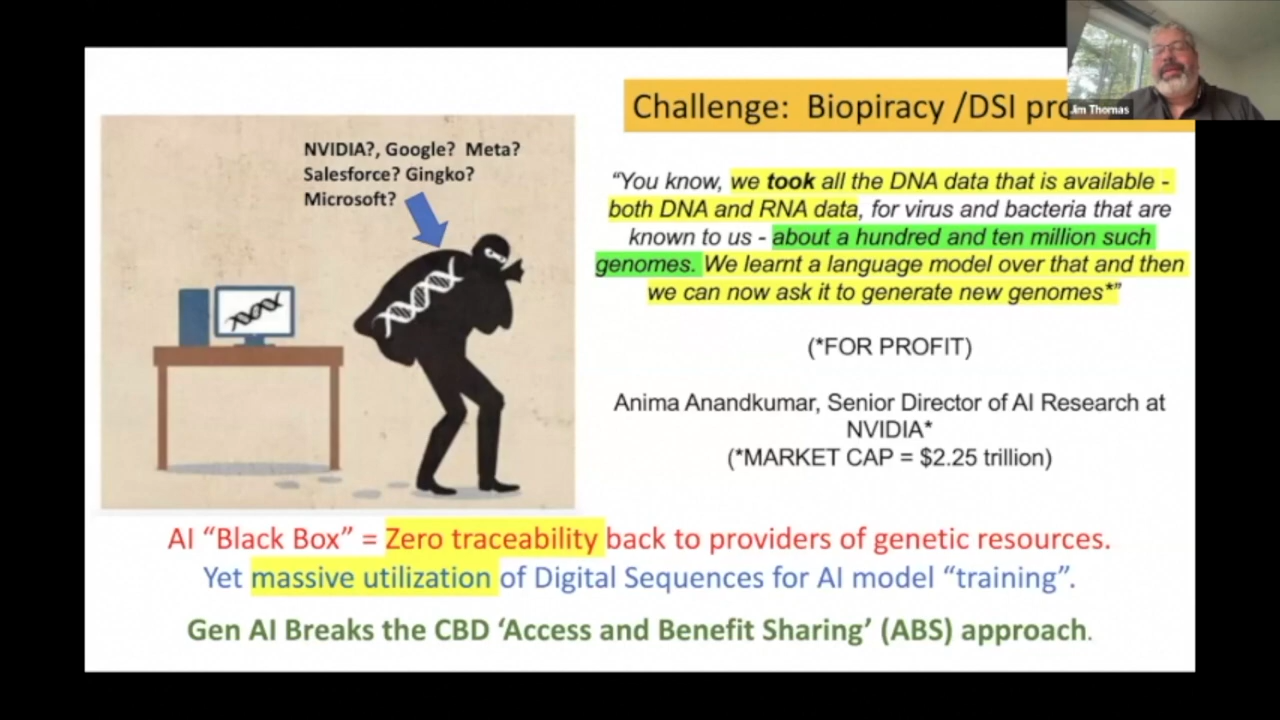 Challenge:  Biopiracy /DSI pro
Jim Thomas
NVIDIA?, Google?  Meta?
Salesforce? Gingko?
Microsoft?
“You know, we took all the DNA data that is available -
both DNA and RNA data, for virus and bacteria that are
known to us - about a hundred and ten million such
genomes. We learnt a language model over that and then
we can now ask it to generate new genomes*”
(*FOR PROFIT)
Anima Anandkumar, Senior Director of AI Research at
NVIDIA*
(*MARKET CAP = $2.25 trillion)
AI “Black Box” = Zero traceability back to providers of genetic resources.
Yet massive utilization of Digital Sequences for AI model “training”.
Gen AI Breaks the CBD ‘Access and Benefit Sharing’ (ABS) approach.